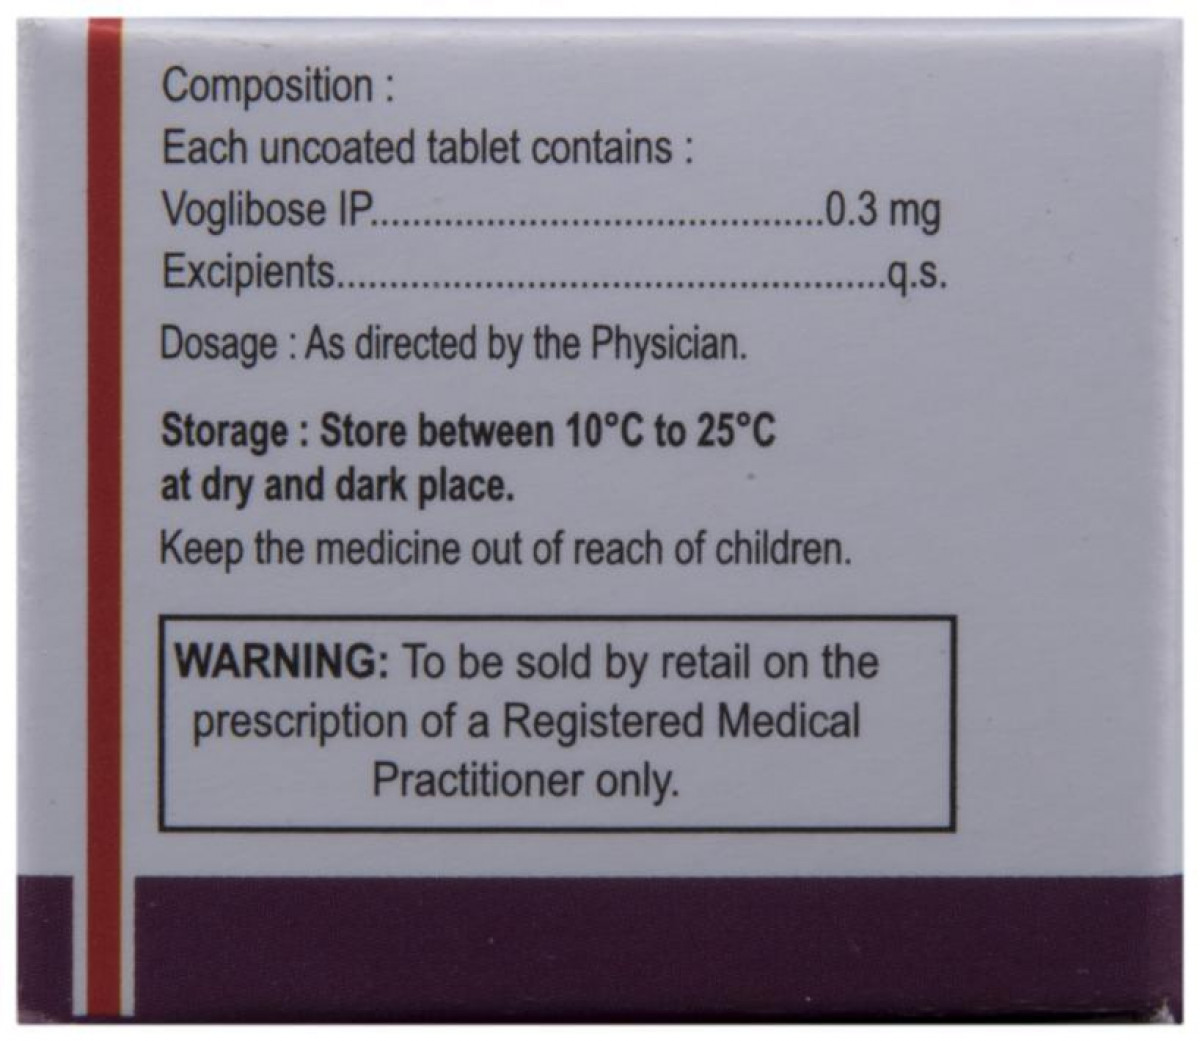 Composition :
Each uncoated tablet contains :
Voglibose IP............................................0.3 mg
Excipients.....................................................q.s.
Dosage : As directed by the Physician.
Storage : Store between 10°C to 25°C
at dry and dark place.
Keep the medicine out of reach of children.
WARNING: To be sold by retail on the
prescription of a Registered Medical
Practitioner only.